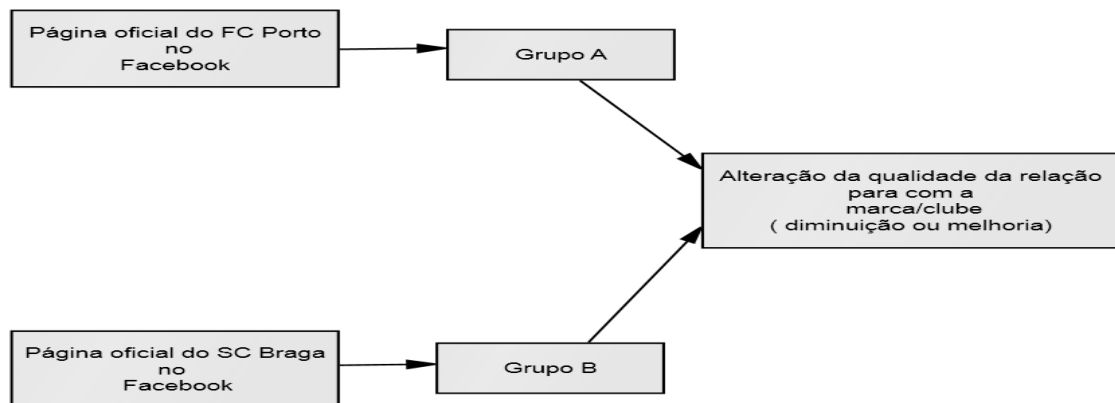 Página oficial do FC Porto
no
Facebook
Grupo A
Alteração da qualidade da relação
para com a
marca/clube
( diminuição ou melhoria)
Página oficial do SC Braga
no
Facebook
Grupo B